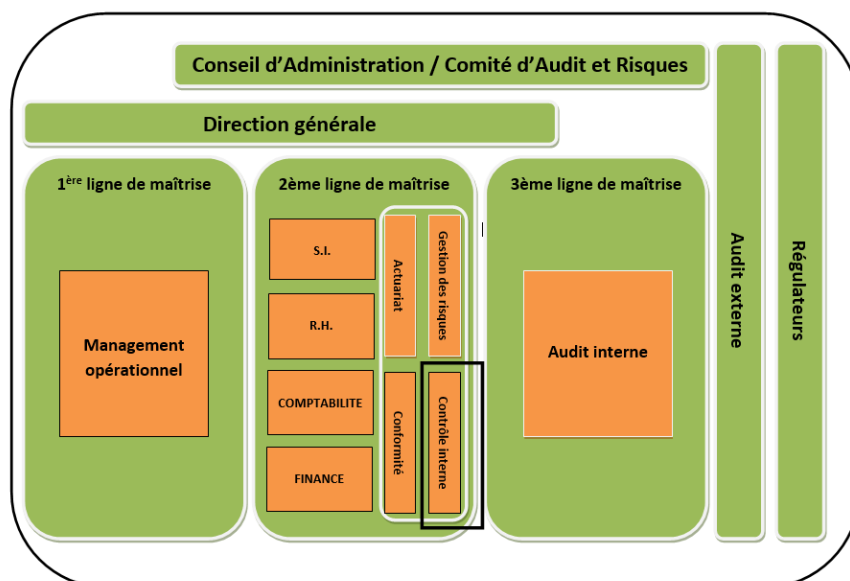 Conseil d’Administration / Comité d’Audit et Risques
Direction générale
1ère ligne de maîtrise
Management
opérationnel
2ème ligne de maîtrise
S.I.
R.H.
COMPTABILITE
FINANCE
Actuariat
Gestion des risques
Conformité
Contrôle interne
3ème ligne de maîtrise
Audit interne
Audit externe
Régulateurs